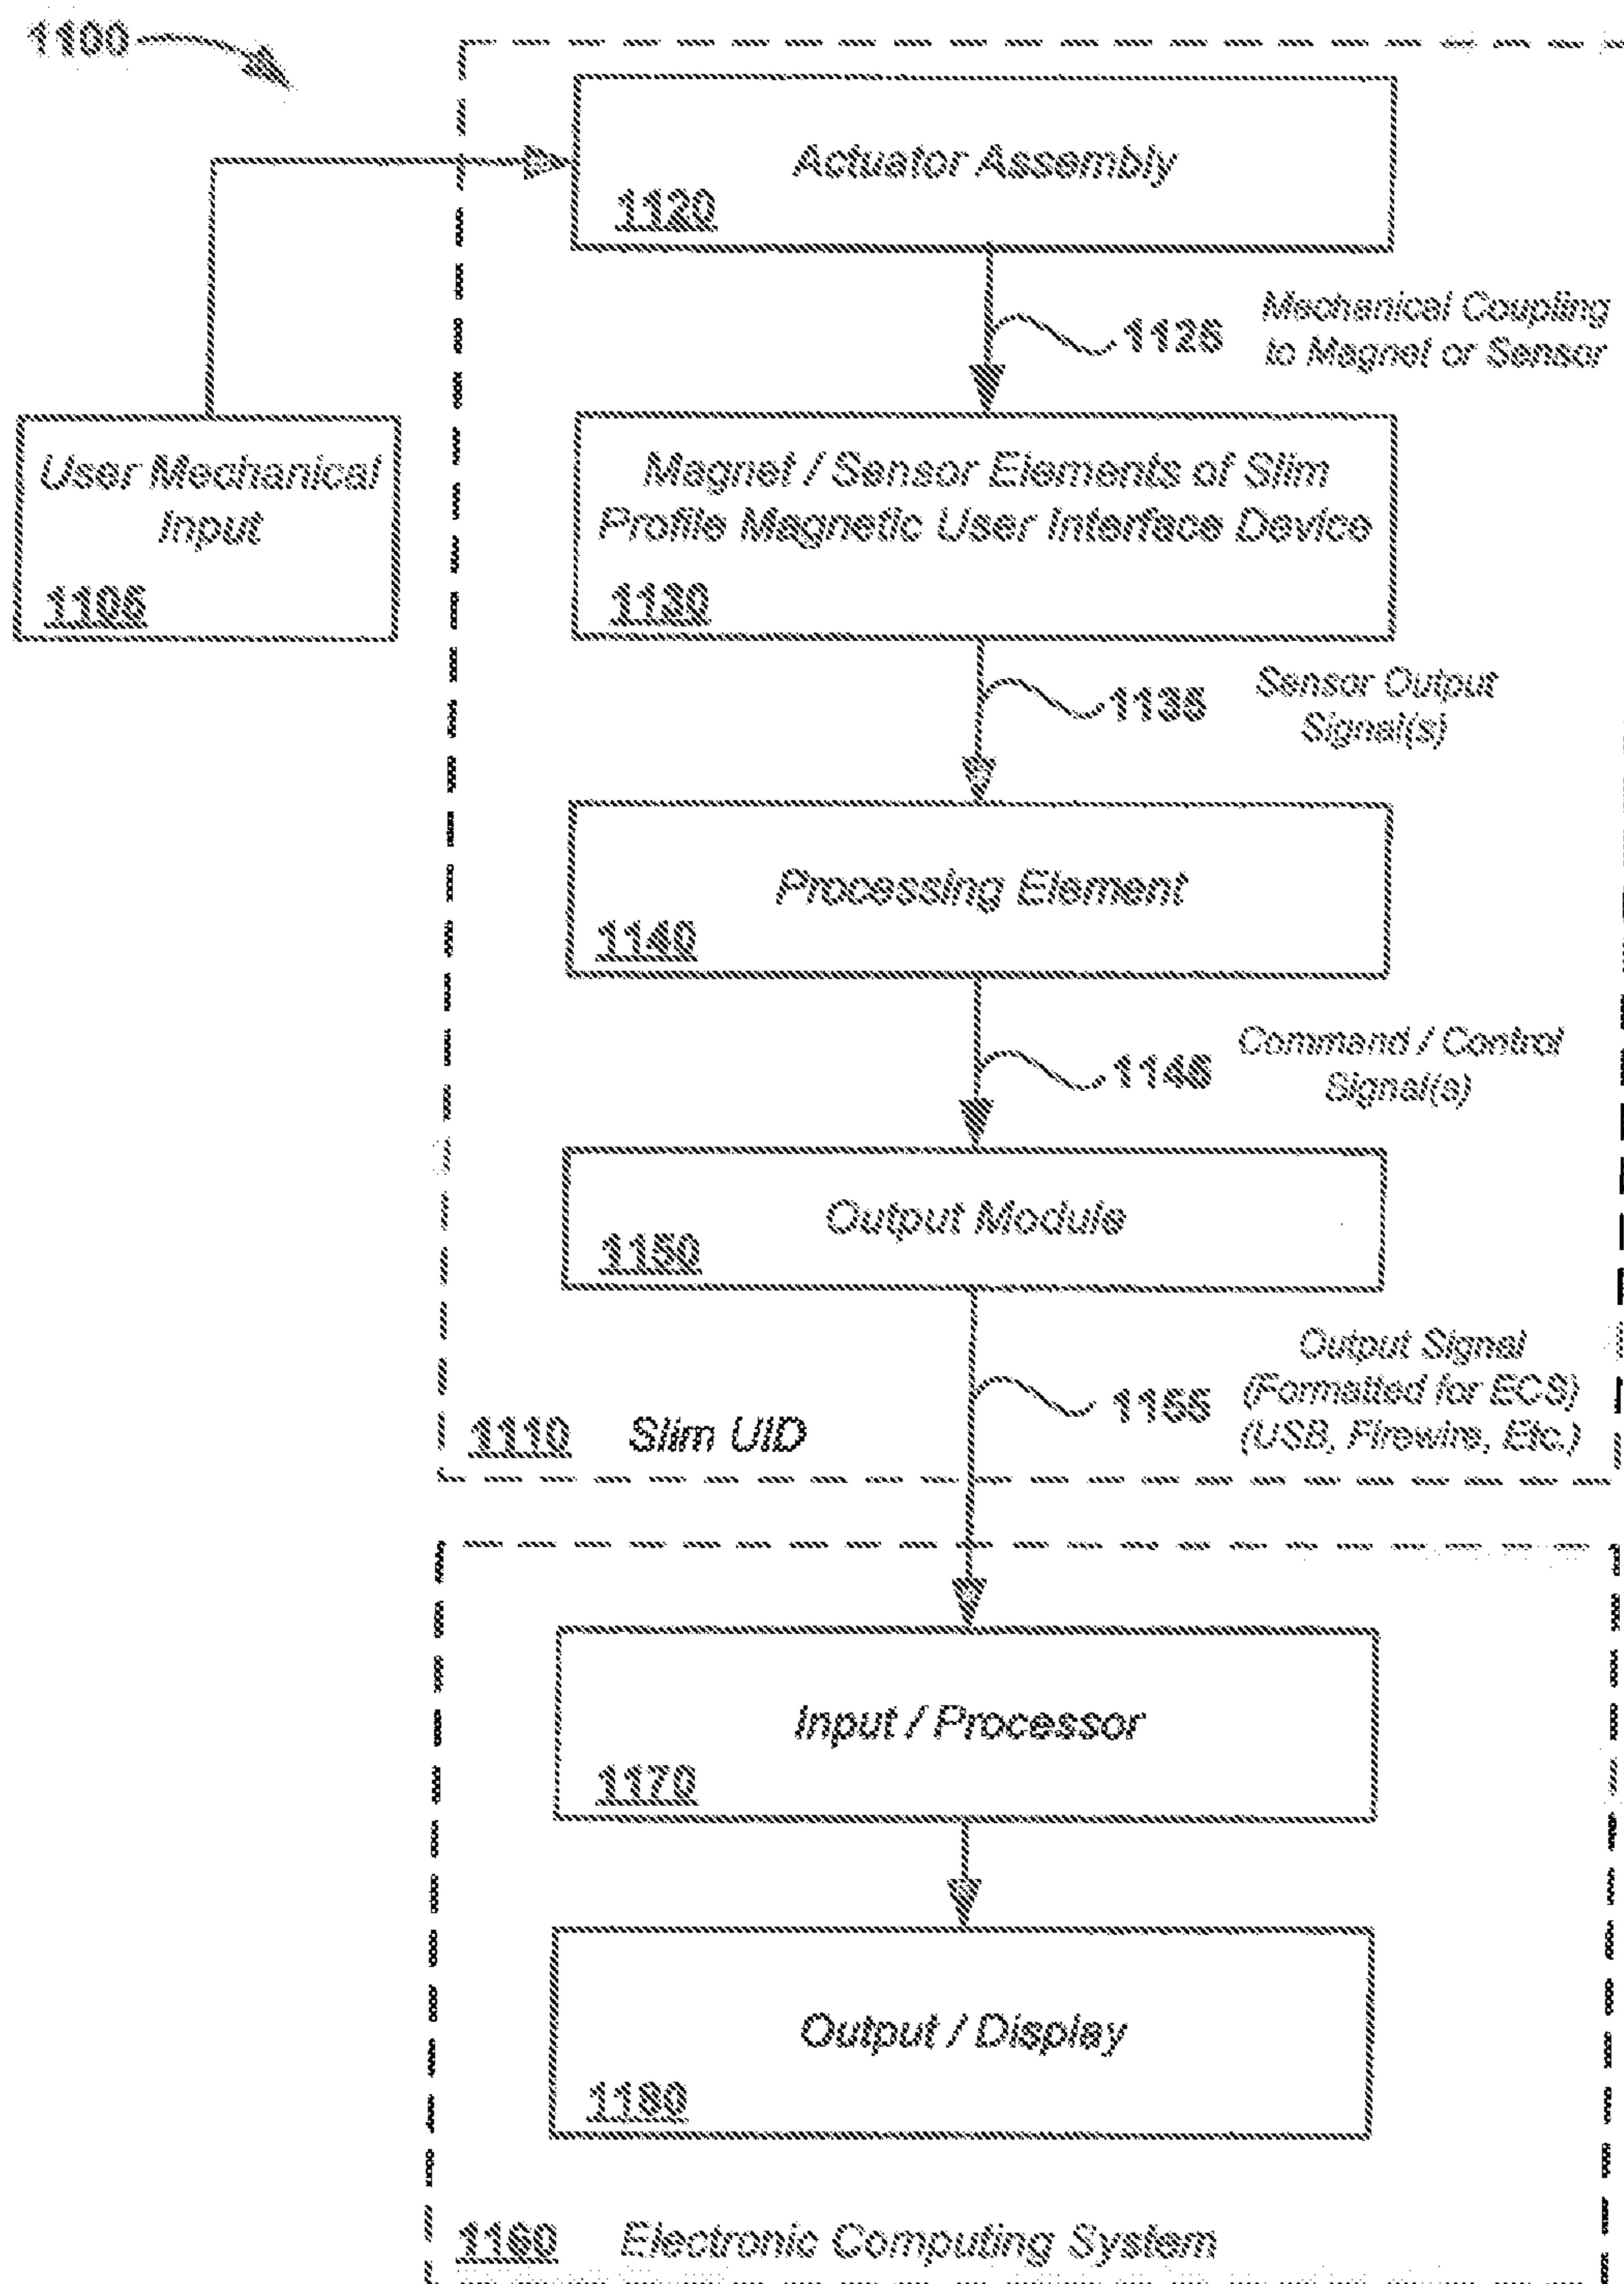 1100
Actuator Assembly
1120
1125
Mechanical Coupling
to Magnet or Sensor
User Mechanical
Input
1105
Magnet / Sensor Elements of Slim
Profile Magnetic User Interface Device
1130
1135
Sensor Output
Signal(s)
Processing Element
1140
1145
Command / Control
Signal(s)
Output Module
1150
1155
Output Signal
(Formatted for ECS)
(USB, Firewire, Etc.)
1110 Slim UID
Input / Processor
1170
Output / Display
1180
1160 Electronic Computing System